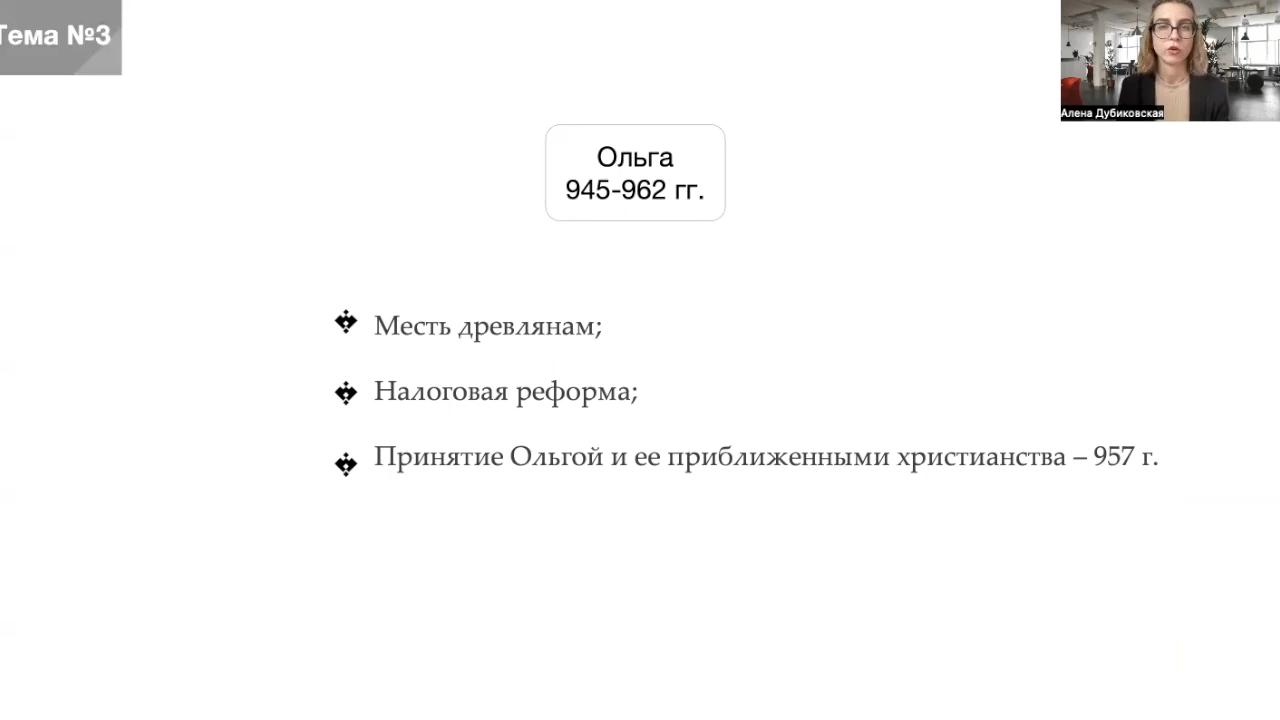 Тема №3
Алена Дубиковская
Ольга
945-962 гг.
Месть древлянам;
Налоговая реформа;
Принятие Ольгой и ее приближенными христианства – 957 г.